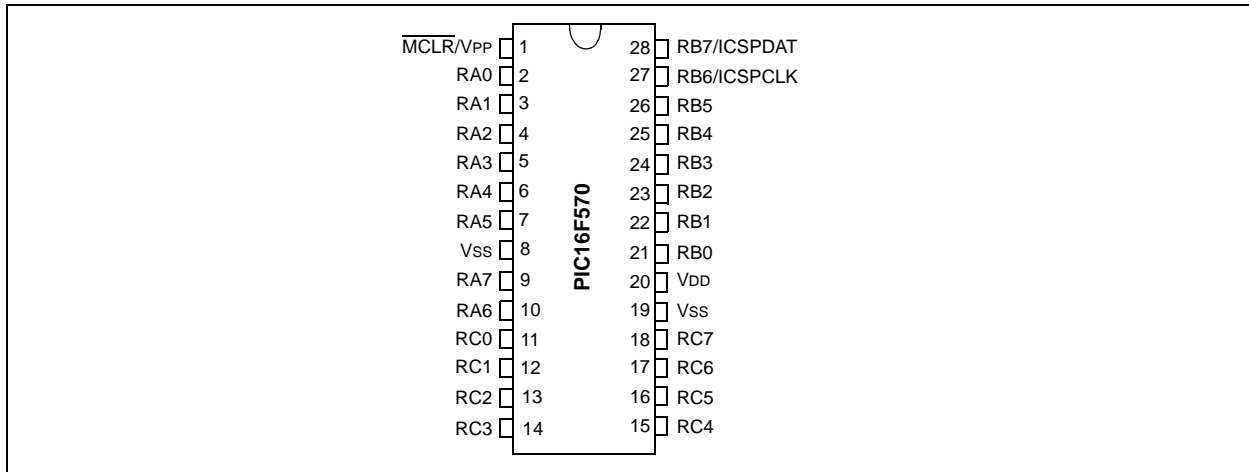 MCLR/VPP 1 28 RB7/ICSPDAT
RA0 2 27 RB6/ICSPCLK
RA1 3 26 RB5
RA2 4 25 RB4
RA3 5 24 RB3
RA4 6 23 RB2
RA5 7 22 RB1
VSS 8 21 RB0
RA7 9 20 VDD
RA6 10 19 VSS
RC0 11 18 RC7
RC1 12 17 RC6
RC2 13 16 RC5
RC3 14 15 RC4
PIC16F570